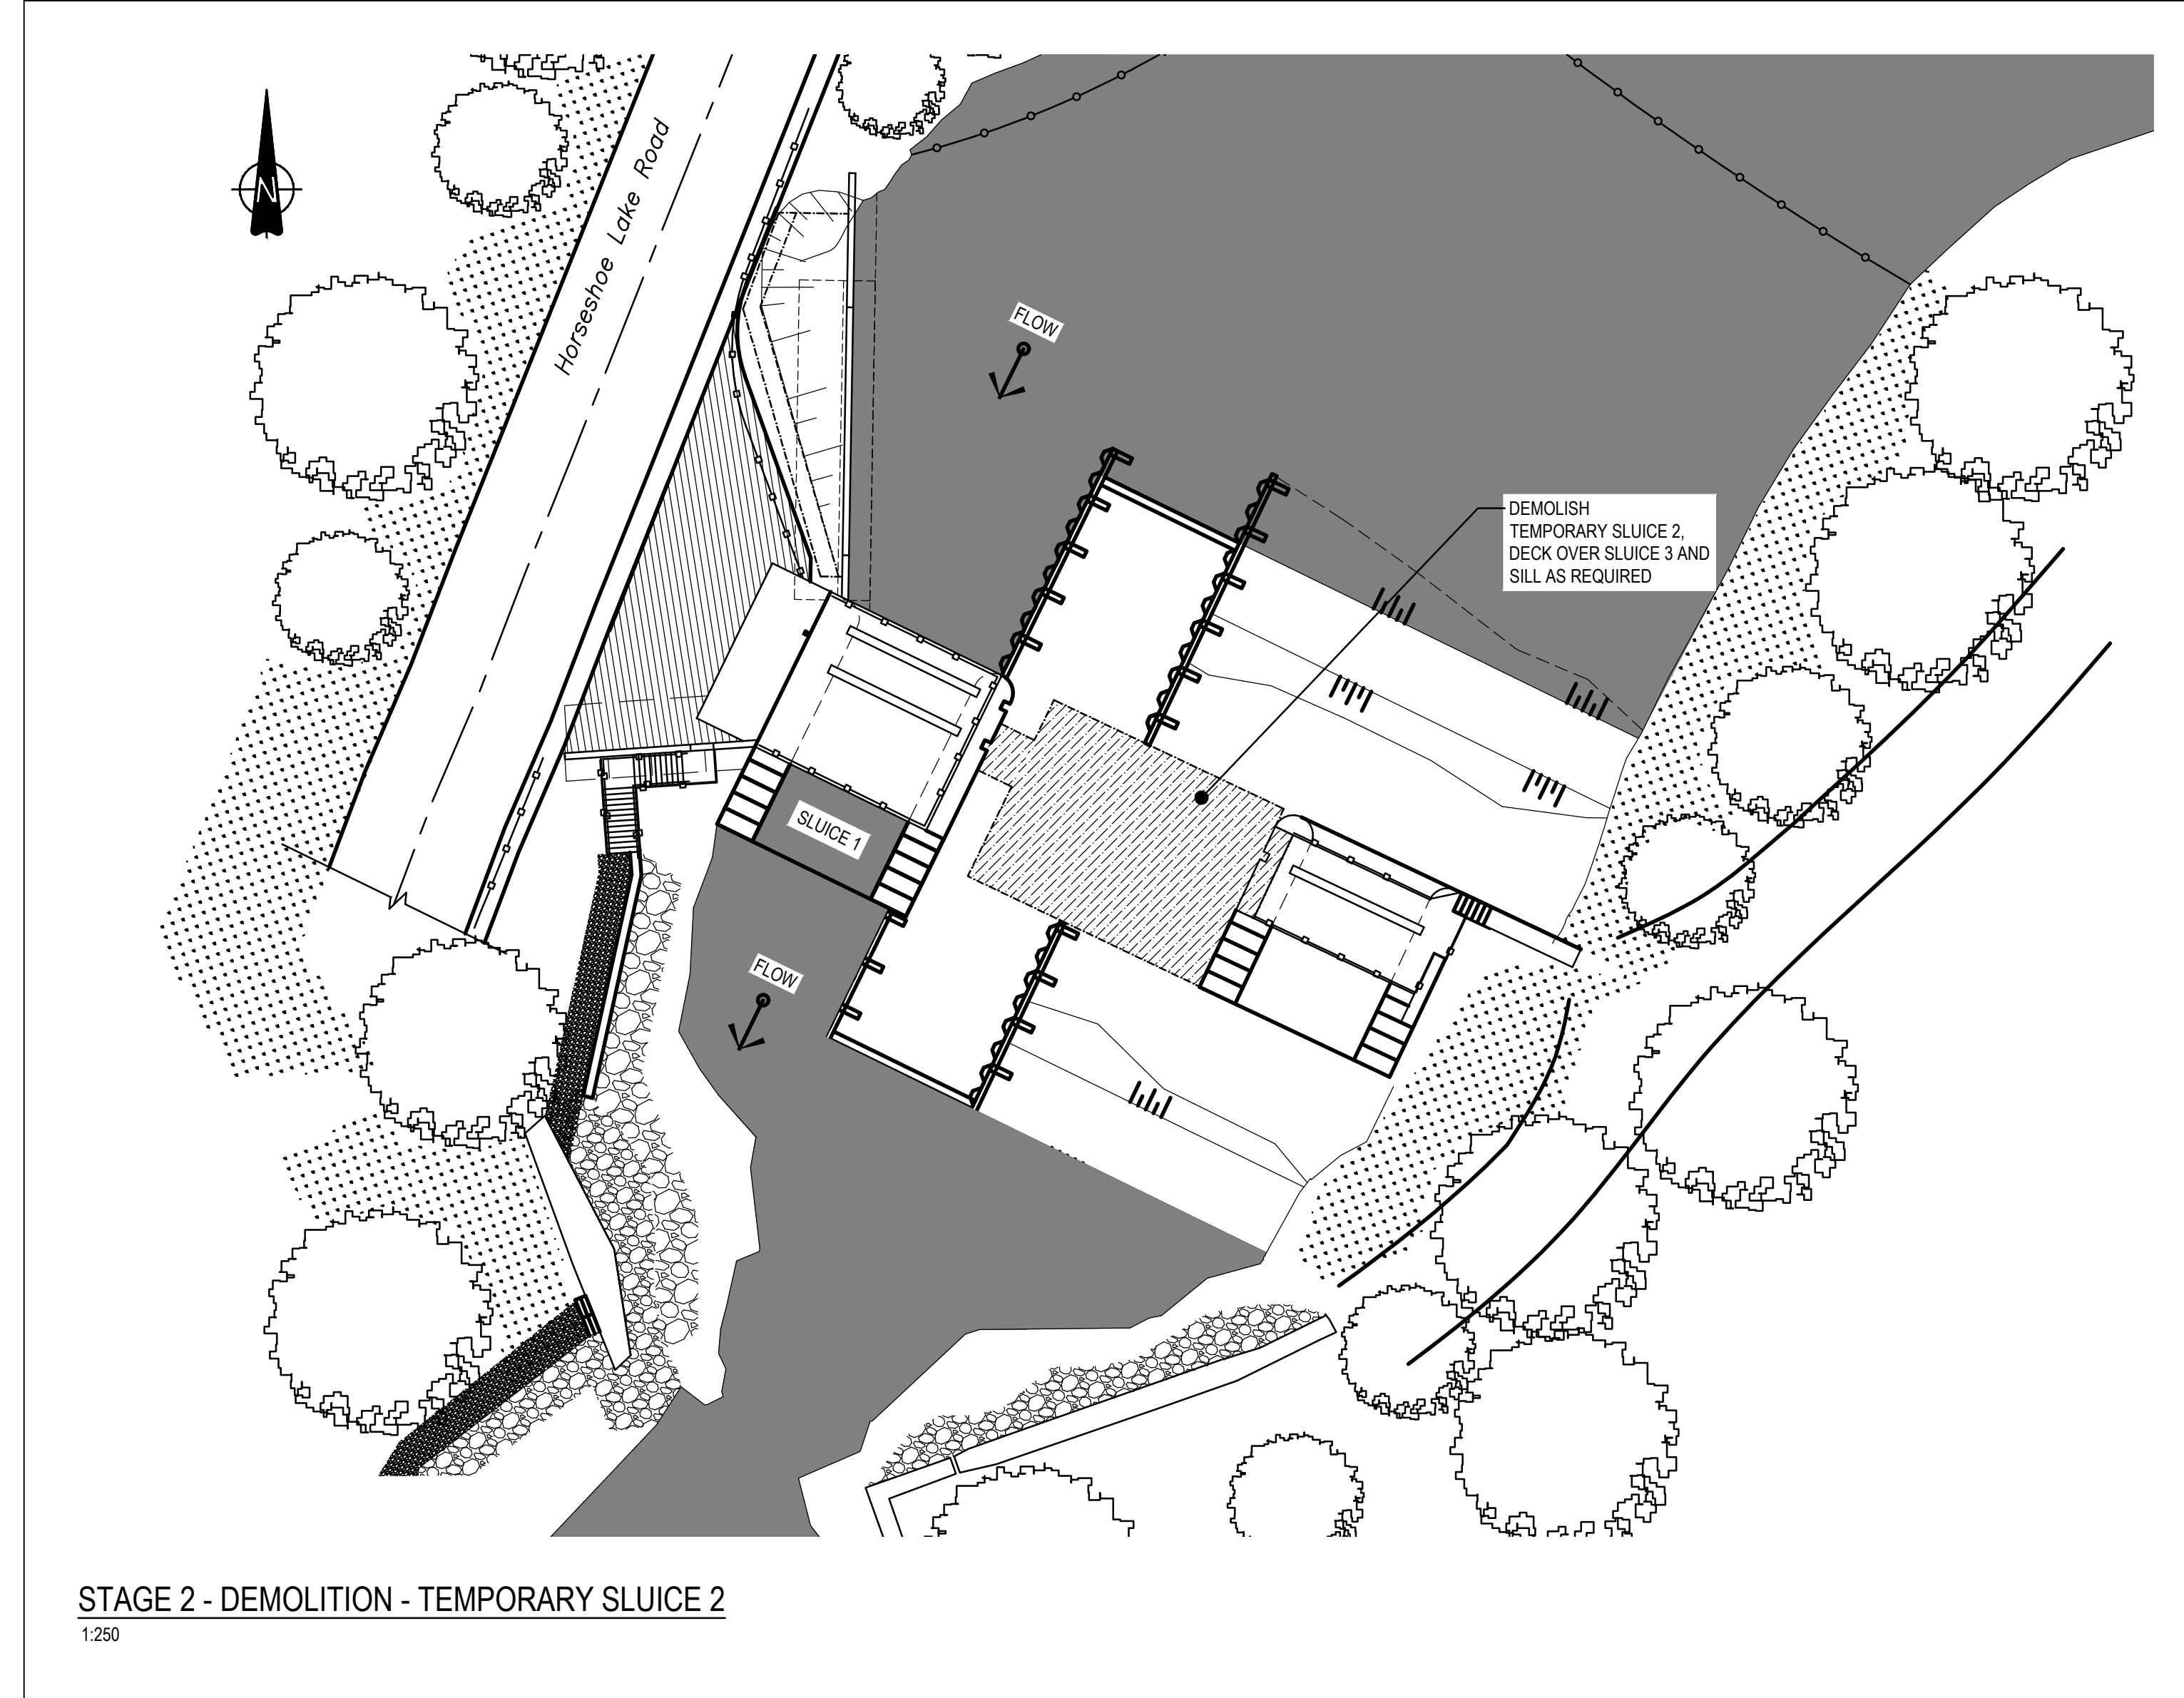 N
Horseshoe Lake Road
FLOW
DEMOLISH
TEMPORARY SLUICE 2,
DECK OVER SLUICE 3 AND
SILL AS REQUIRED
SLUICE 1
FLOW
STAGE 2 - DEMOLITION - TEMPORARY SLUICE 2
1:250